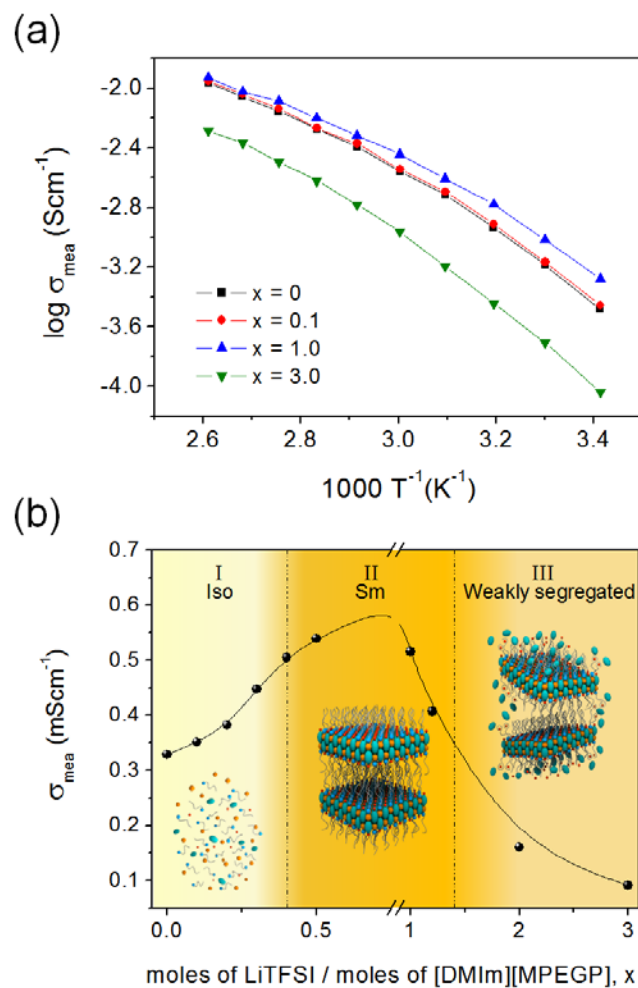 (a)
log σmea (Scm-1)
-2.0
-2.4
-2.8
-3.2
-3.6
-4.0
x = 0
x = 0.1
x = 1.0
x = 3.0
2.6 2.8 3.0 3.2 3.4
1000 T-1(K-1)
(b)
σmea (mScm-1)
0.7
0.6
0.5
0.4
0.3
0.2
0.1
I II III
Iso Sm Weakly segregated
0.0 0.5 1 2 3
moles of LiTFSI / moles of [DMIm][MPEGP], x